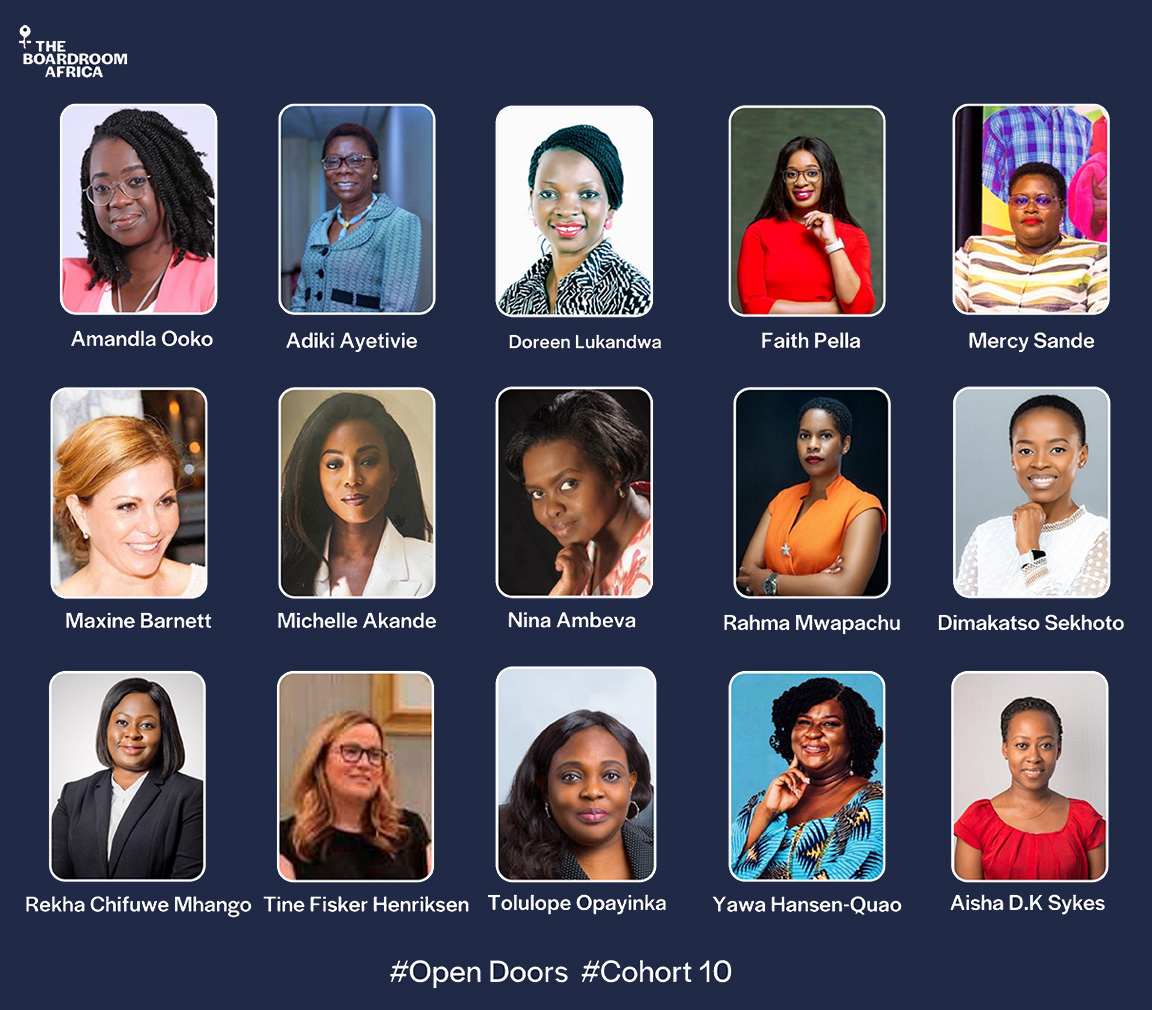 THE
BOARDROOM
AFRICA
Amandla Ooko
Adiki Ayetivie
Doreen Lukandwa
Faith Pella
Mercy Sande
Maxine Barnett
Michelle Akande
Nina Ambeva
Rahma Mwapachu
Dimakatso Sekhoto
Rekha Chifuwe Mhango
Tine Fisker Henriksen
Tolulope Opayinka
Yawa Hansen-Quao
Aisha D.K Sykes
#Open Doors #Cohort 10